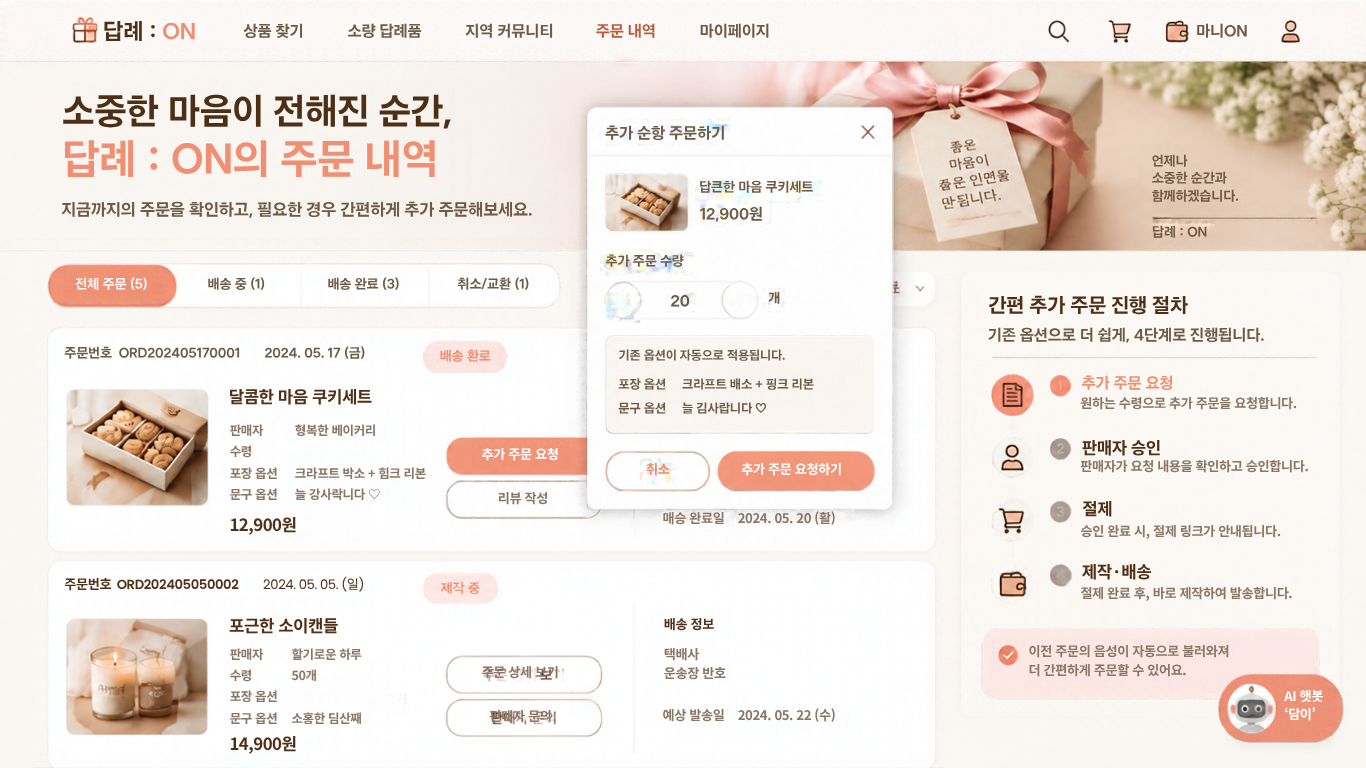 답례 : ON
상품 찾기
소량 답례품
지역 커뮤니티
주문 내역
마이페이지
마니ON
소중한 마음이 전해진 순간,
답례 : ON의 주문 내역
지금까지의 주문을 확인하고, 필요한 경우 간편하게 추가 주문해보세요.
좋은
마음이
만됩니다.
언제나
소중한 순간과
함께하겠습니다.
답례 : ON
전체 주문 (5)
배송 중 (1)
배송 완료 (3)
취소/교환 (1)
주문번호 ORD202405170001
2024. 05. 17 (금)
배송 환로
달콤한 마음 쿠키세트
판매자 형복한 베이커리
수령
포장 옵션 크라프트 박소 + 힘크 리본
문구 옵션 늘 강사락니다 ♡
12,900원
추가 주문 요청
리뷰 작성
매승 완료일 2024. 05. 20 (활)
추가 순항 주문하기
답큰한 마음 쿠키세트
12,900원
추가 주문 수량
20
개
기존 옵션이 자동으로 적용됩니다.
포장 옵션 크라프트 배소 + 핑크 리본
문구 옵션 늘 김사랍니다 ♡
취소
추가 주문 요청하기
주문번호 ORD202405050002
2024. 05. 05. (일)
제작 중
포근한 소이캔들
판매자 할기로운 하루
수령 50개
포장 옵션
문구 옵션 소홍한 딤산째
14,900원
주문 상세
배송 정보
택배사
운송장 반호
예상 발송일 2024. 05. 22 (수)
간편 추가 주문 진행 절차
기존 옵션으로 더 쉽게, 4단계로 진행됩니다.
1 추가 주문 요청
원하는 수령으로 추가 주문을 요청합니다.
2 판매자 승인
판매자가 요청 내용을 확인하고 승인합니다.
3 절제
승인 완료 시, 절제 링크가 안내됩니다.
제작·배송
절제 완료 후, 바로 제작하여 발송합니다.
이전 주문의 음성이 자동으로 불러와져
더 간편하게 주문할 수 있어요.
AI 햇봇
‘담이’